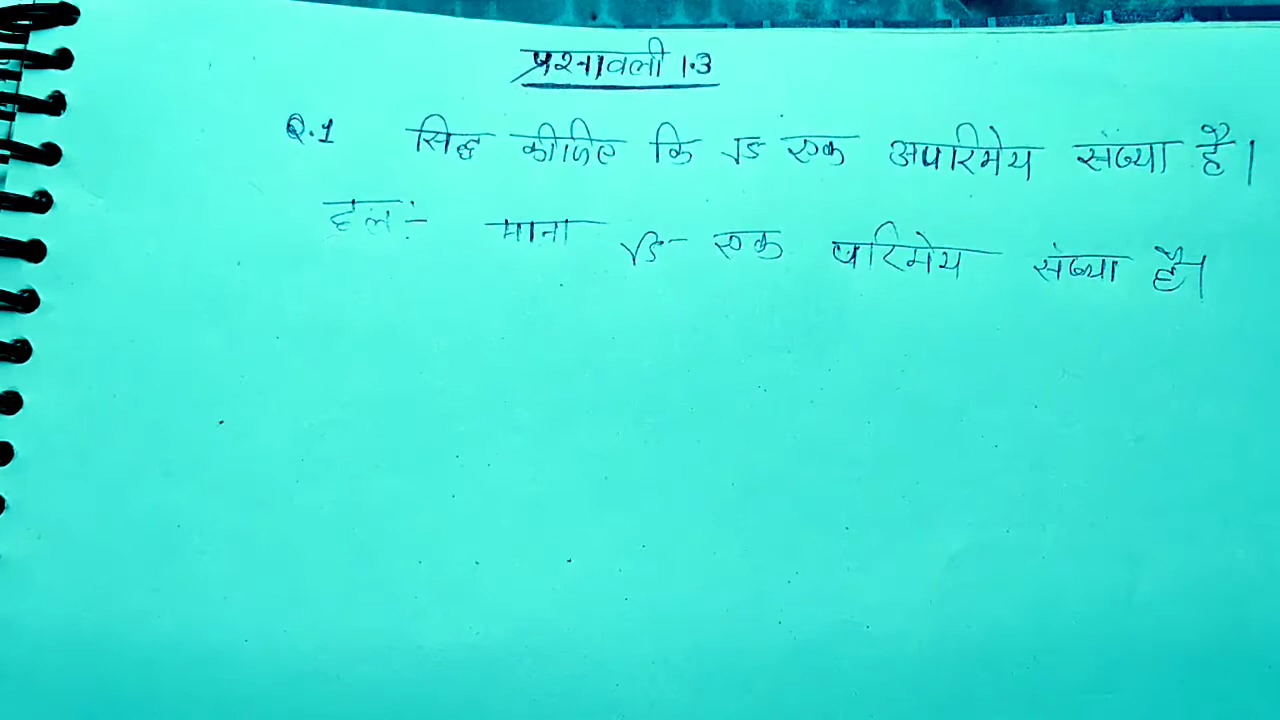 प्रश्नावली 1.3
Q.1 सिद्ध कीजिए कि √5 एक अपरिमेय संख्या है।
हल:- माना √5 एक परिमेय संख्या है।